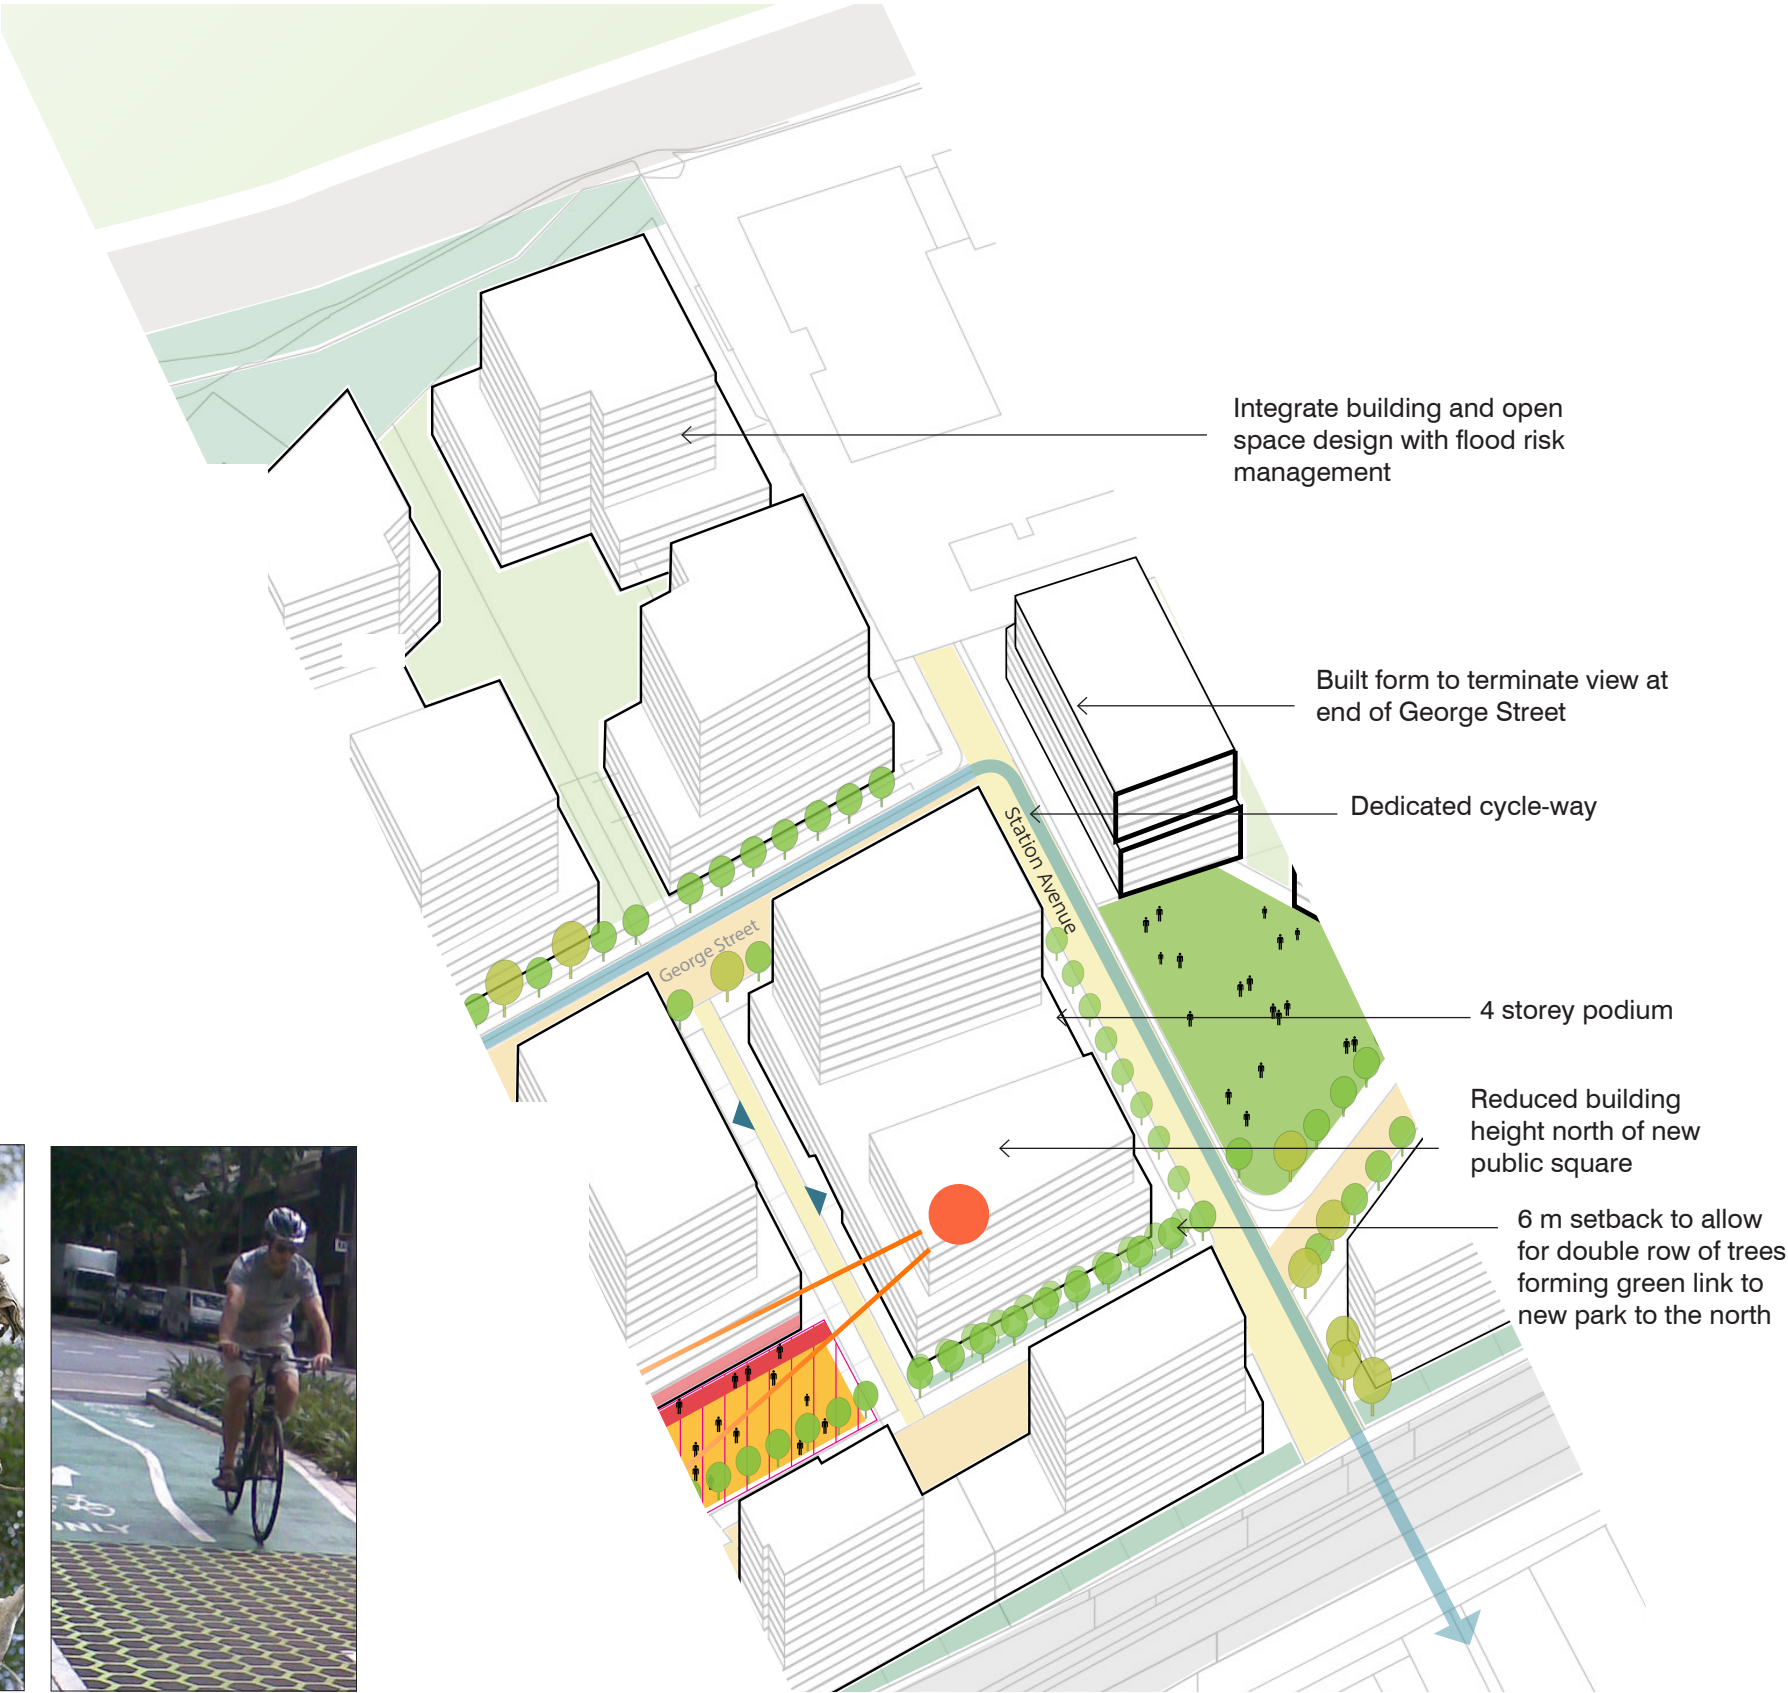 Integrate building and open
space design with flood risk
management
Built form to terminate view at
end of George Street
Dedicated cycle-way
Station Avenue
George Street
4 storey podium
Reduced building
height north of new
public square
6 m setback to allow
for double row of trees
forming green link to
new park to the north
ONLY